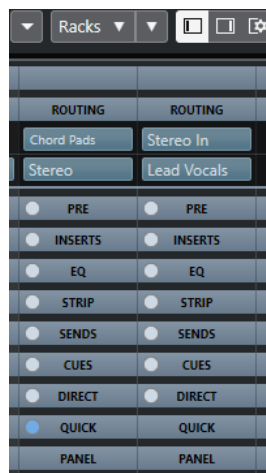 Racks
ROUTING ROUTING
Chord Pads Stereo In
Stereo Lead Vocals
PRE PRE
INSERTS INSERTS
EQ EQ
STRIP STRIP
SENDS SENDS
CUES CUES
DIRECT DIRECT
QUICK QUICK
PANEL PANEL